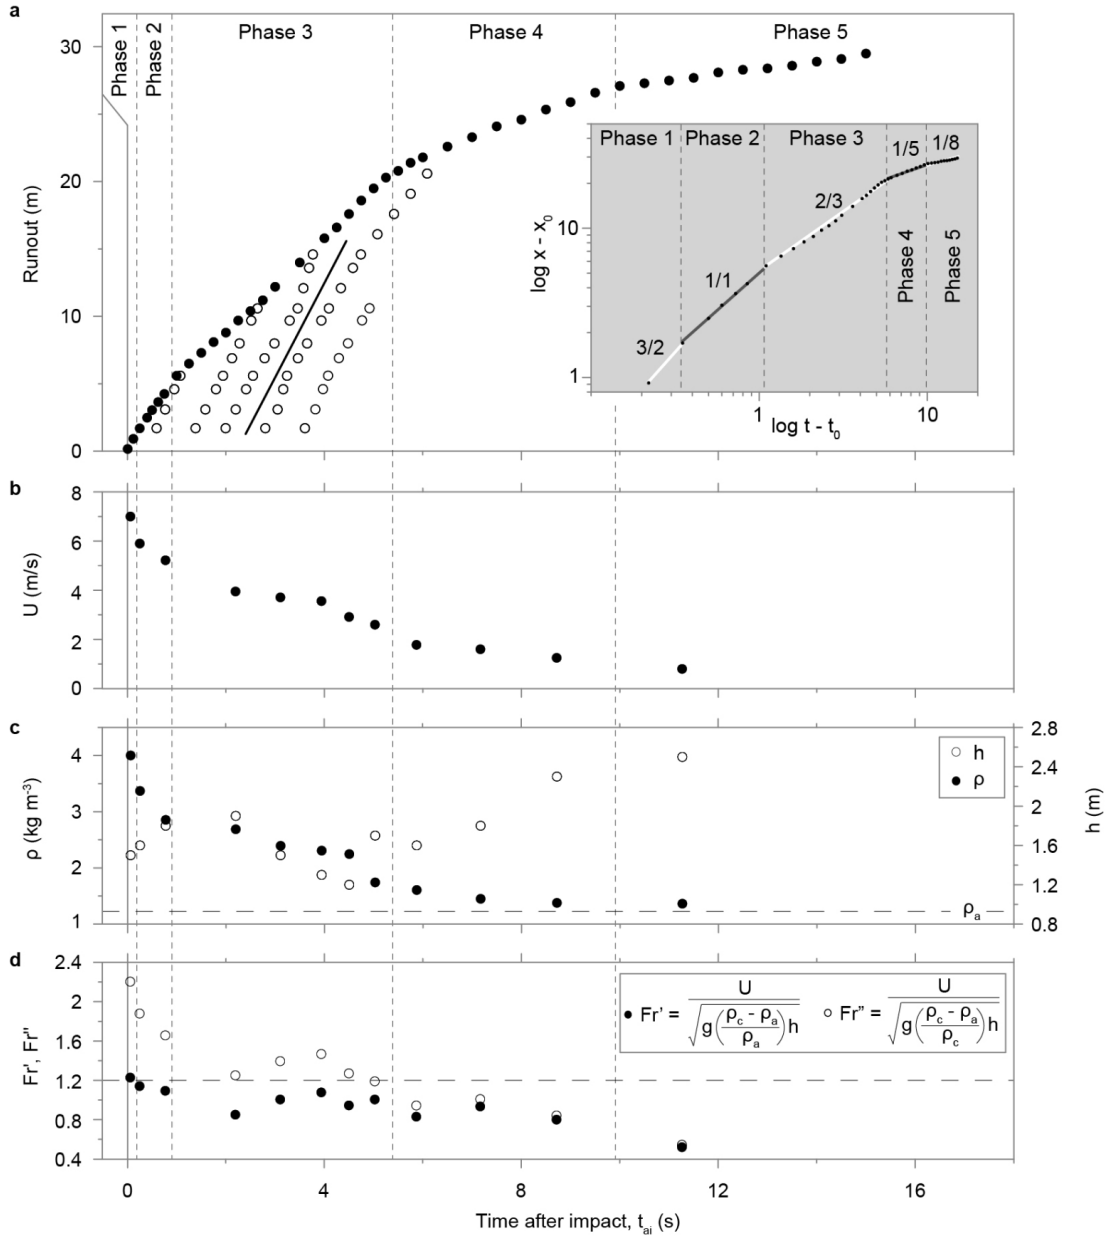 a
Phase 1
Phase 2
Phase 3
Phase 4
Phase 5
30
20
10
0
Runout (m)
Phase 1
Phase 2
Phase 3
1/5
1/8
2/3
1/1
3/2
Phase 4
Phase 5
10
1
log x - x₀
1
10
log t - t₀
b
8
6
4
2
0
U (m/s)
c
4
3
2
1
ρ (kg m⁻³)
h
ρ
ρₐ
2.8
2.4
2.0
1.6
1.2
0.8
h (m)
d
2.4
2
1.6
1.2
0.8
0.4
Fr', Fr"
Fr' = U / √g(ρc - ρa / ρa)h
Fr" = U / √g(ρc - ρa / ρc)h
0 4 8 12 16
Time after impact, tₐᵢ (s)